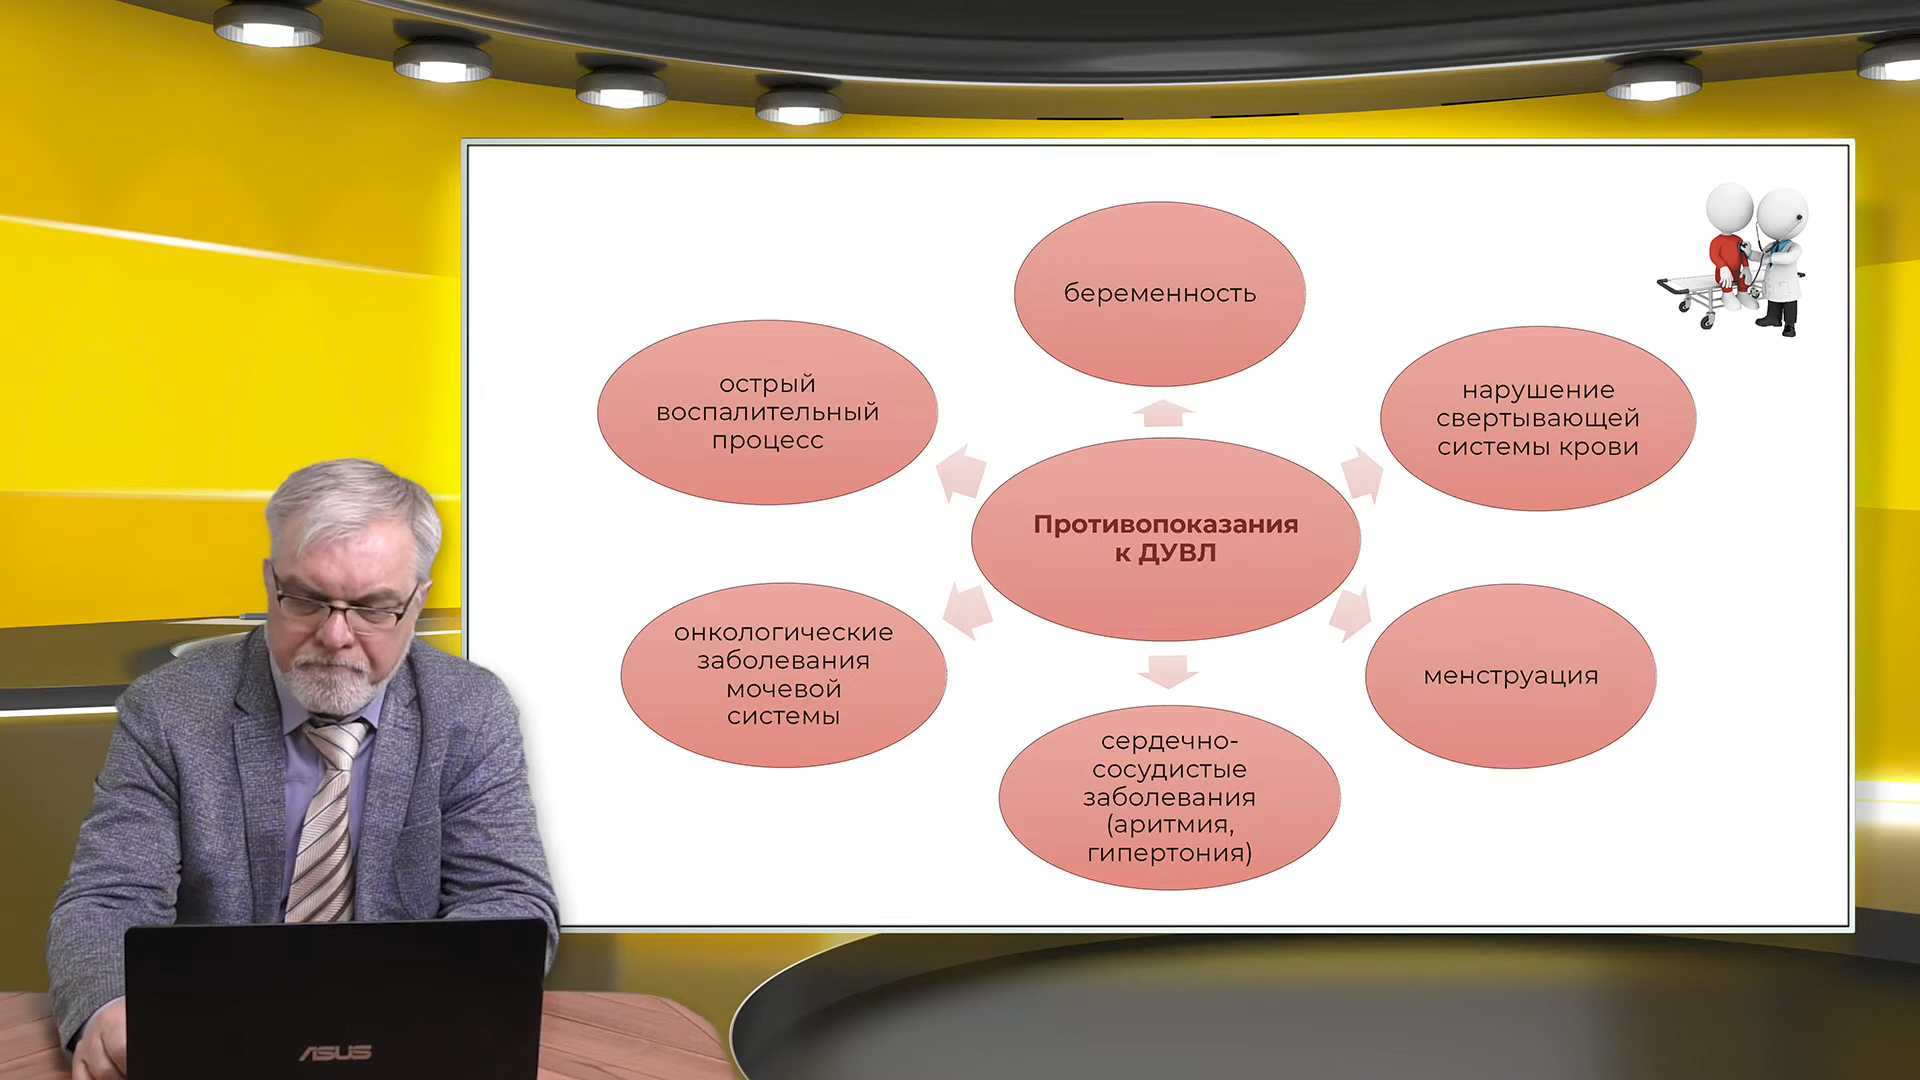 беременность
острый
воспалительный
процесс
нарушение
свертывающей
системы крови
Противопоказания
к ДУВЛ
онкологические
заболевания
мочевой
системы
менструация
сердечно-
сосудистые
заболевания
(аритмия,
гипертония)
ASUS